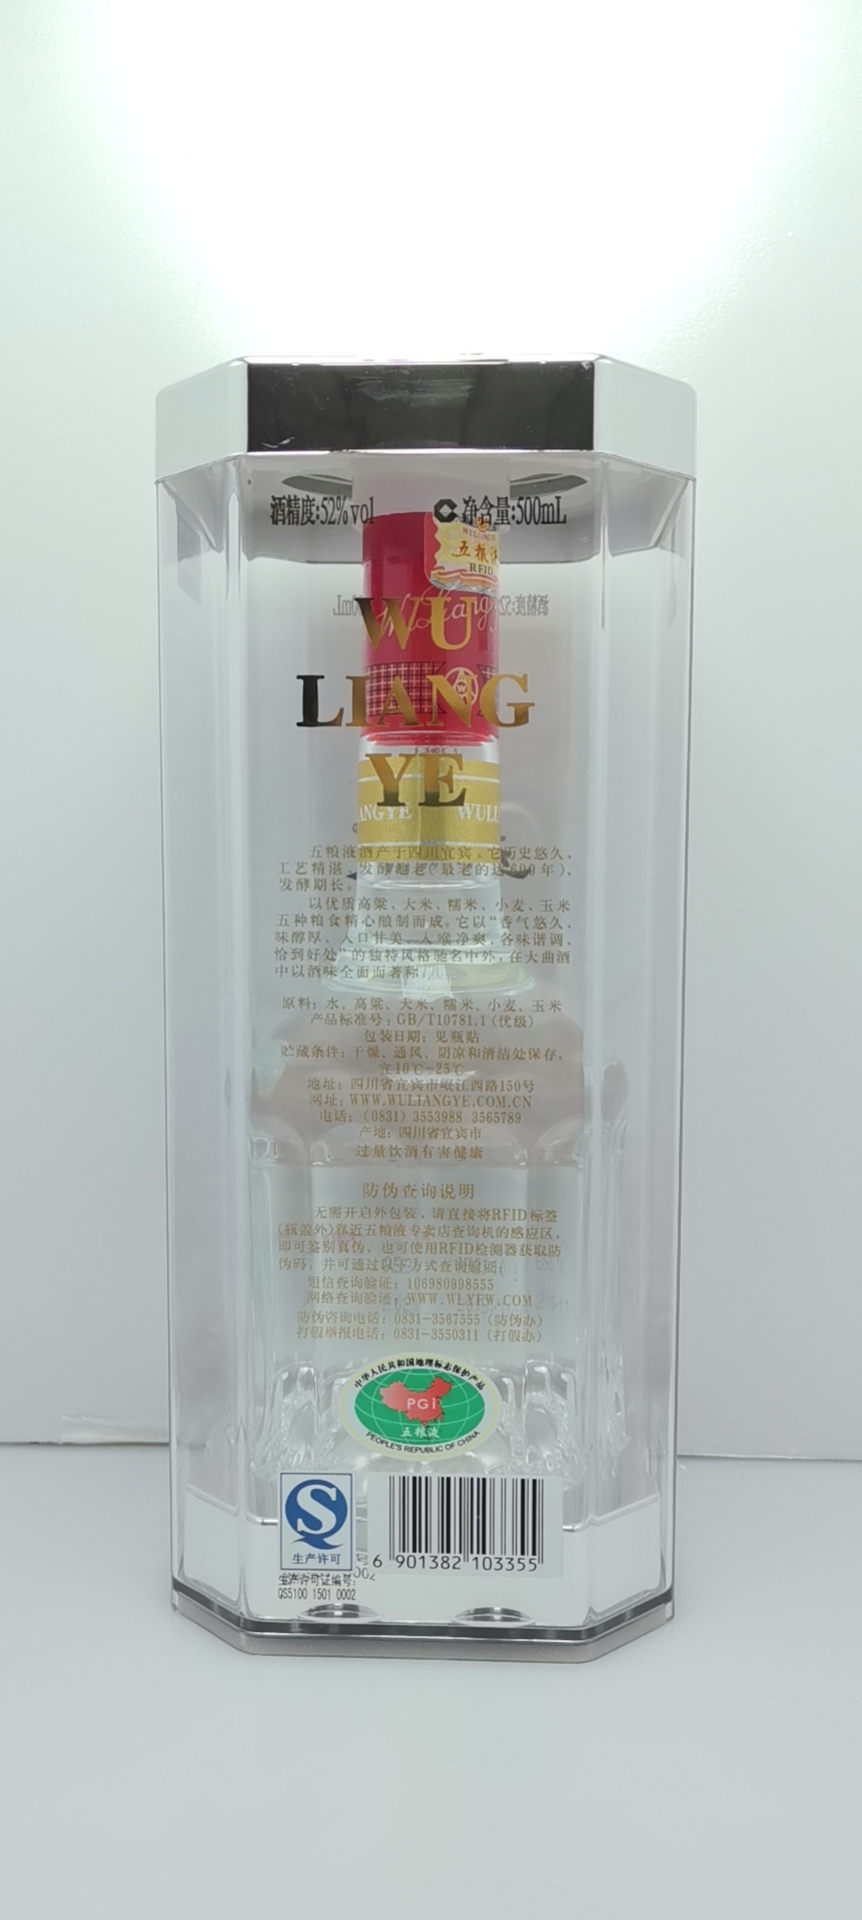 酒精度:52%vol 净含量:500mL
WULIANGYE
五粮液
RFID
WU
LIANG
YE
ANGYE WULI
五粮液酒产于四川宜宾。它历史悠久、
工艺精湛、发酵池老(最老的达600年)、
发酵期长。
以优质高粱、大米、糯米、小麦、玉米
五种粮食精心酿制而成。它以“香气悠久、
味醇厚、入口甘美、入喉净爽、各味谐调、
恰到好处”的独特风格驰名中外,在大曲酒
中以酒味全面而著称。
原料:水、高粱、大米、糯米、小麦、玉米
产品标准号:GB/T10781.1(优级)
包装日期:见瓶贴
贮藏条件:干燥、通风、阴凉和清洁处保存,
宜10℃-25℃
地址:四川省宜宾市岷江西路150号
网址:WWW.WULIANGYE.COM.CN
电话:(0831)3553988 3565789
产地:四川省宜宾市
过量饮酒有害健康
防伪查询说明
无需开启外包装,请直接将RFID标签
(瓶盖外)靠近五粮液专卖店查询机的感应区,
即可鉴别真伪,也可使用RFID检测器获取防
伪码,并可通过以下方式查询验证:
短信查询验证:106980998555
网络查询验证:WWW.WLYFW.COM
防伪咨询电话:0831-3567555(防伪办)
打假举报电话:0831-3550311(打假办)
中华人民共和国地理标志保护产品
PGI
五粮液
PEOPLE'S REPUBLIC OF CHINA
生产许可
6 901382 103355
生产许可证编号:
QS5100 1501 0002